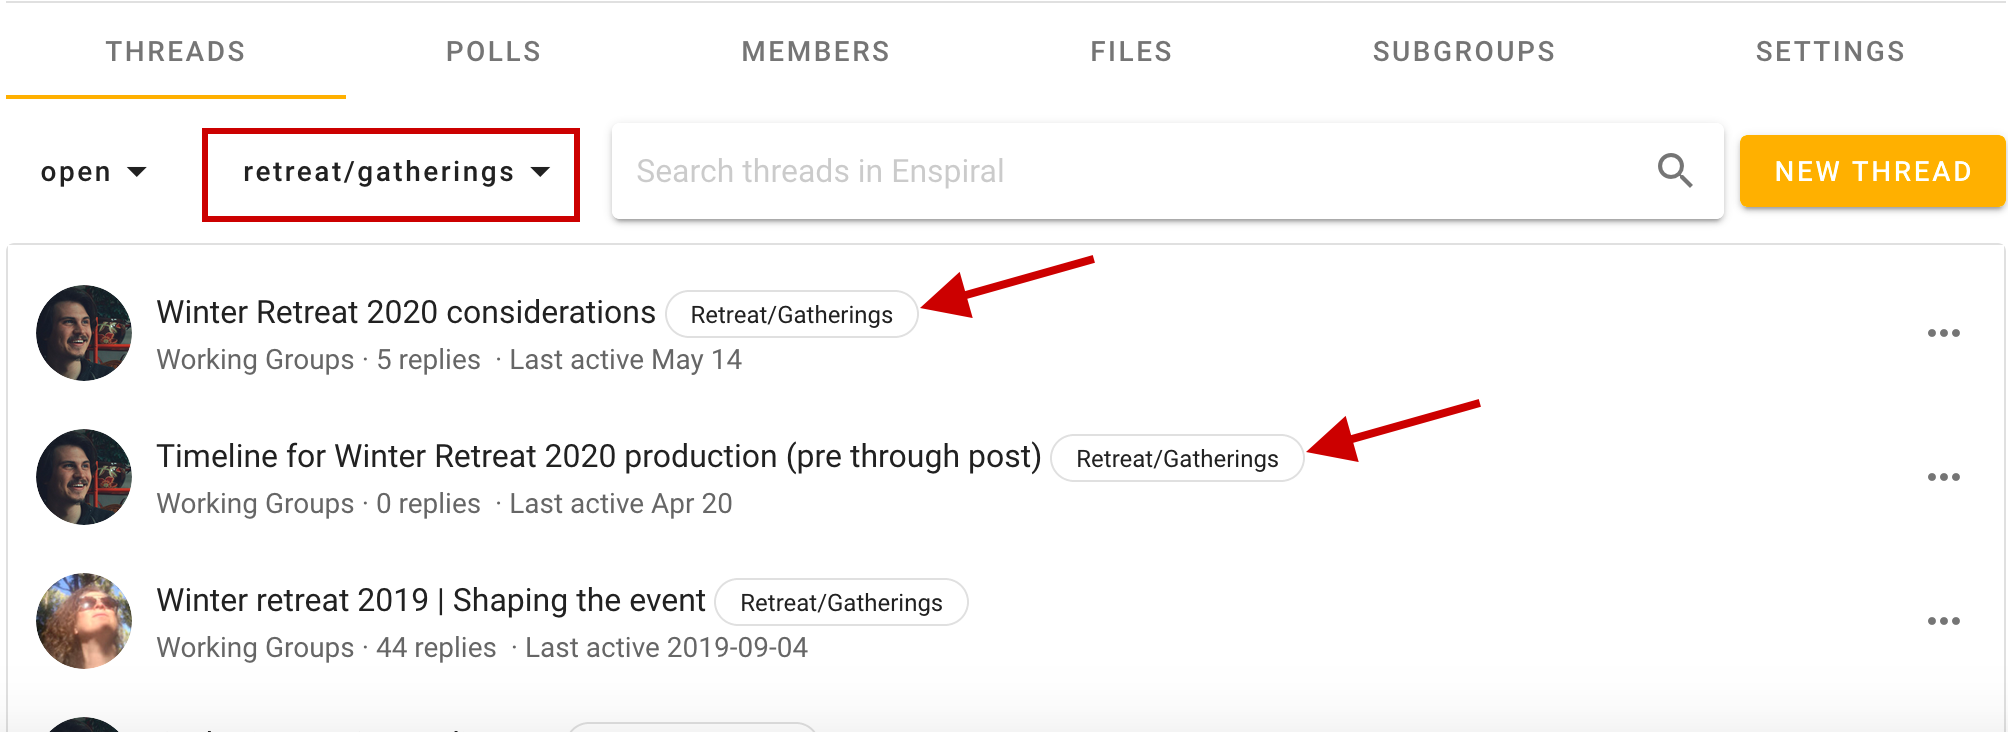 THREADS POLLS MEMBERS FILES SUBGROUPS SETTINGS
open retreat/gatherings Search threads in Enspiral NEW THREAD
Winter Retreat 2020 considerations Retreat/Gatherings
Working Groups · 5 replies · Last active May 14
Timeline for Winter Retreat 2020 production (pre through post) Retreat/Gatherings
Working Groups · 0 replies · Last active Apr 20
Winter retreat 2019 | Shaping the event Retreat/Gatherings
Working Groups · 44 replies · Last active 2019-09-04